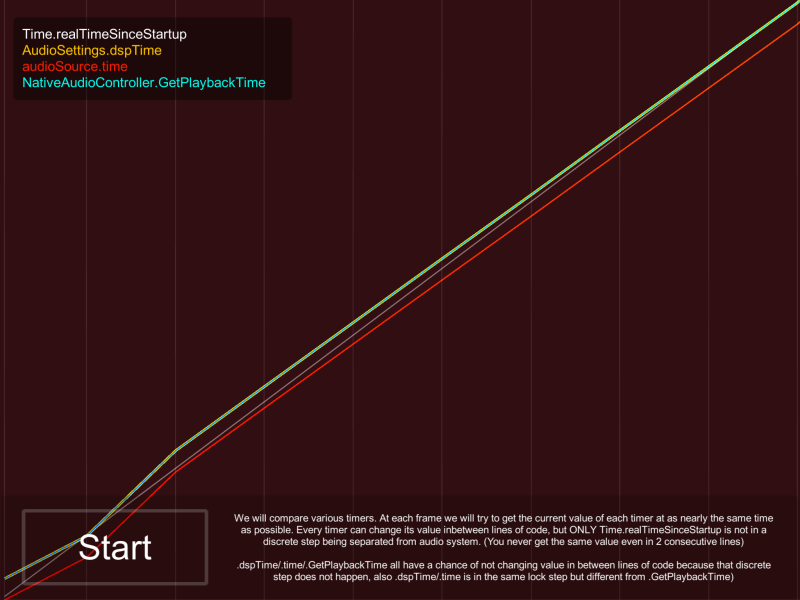 Time.realTimeSinceStartup
AudioSettings.dspTime
audioSource.time
NativeAudioController.GetPlaybackTime
Start
We will compare various timers. At each frame we will try to get the current value of each timer at as nearly the same time
as possible. Every timer can change its value inbetween lines of code, but ONLY Time.realTimeSinceStartup is not in a
discrete step being separated from audio system. (You never get the same value even in 2 consecutive lines)
.dspTime/.time/.GetPlaybackTime all have a chance of not changing value in between lines of code because that discrete
step does not happen, also .dspTime/.time is in the same lock step but different from .GetPlaybackTime)